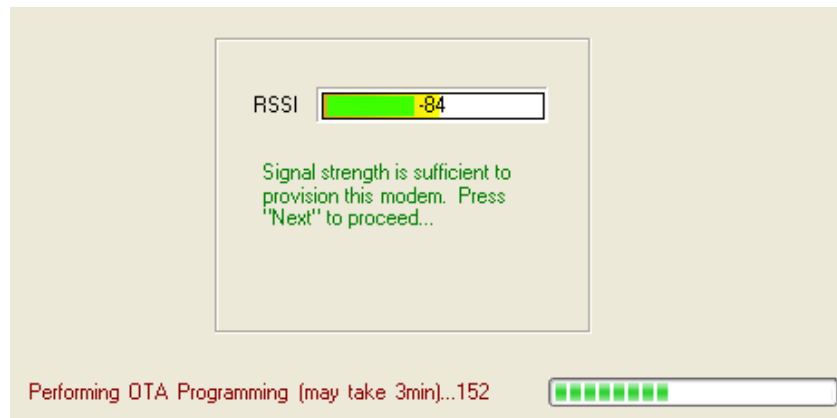 RSSI -84
Signal strength is sufficient to
provision this modem. Press
"Next" to proceed...
Performing OTA Programming (may take 3min)...152